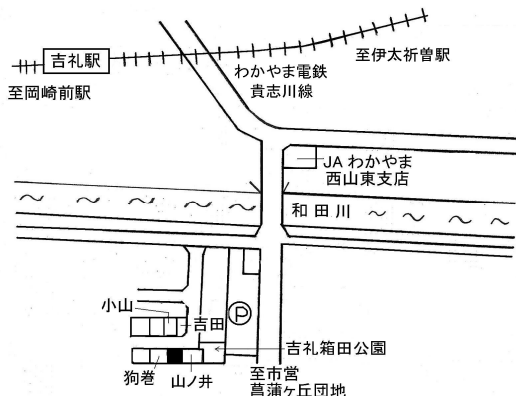 吉礼駅
至岡崎前駅
わかやま電鉄
貴志川線
至伊太祈曽駅
JAわかやま
西山東支店
和田川
小山
吉田
P
吉礼箱田公園
狗巻
山ノ井
至市営
菖蒲ヶ丘団地